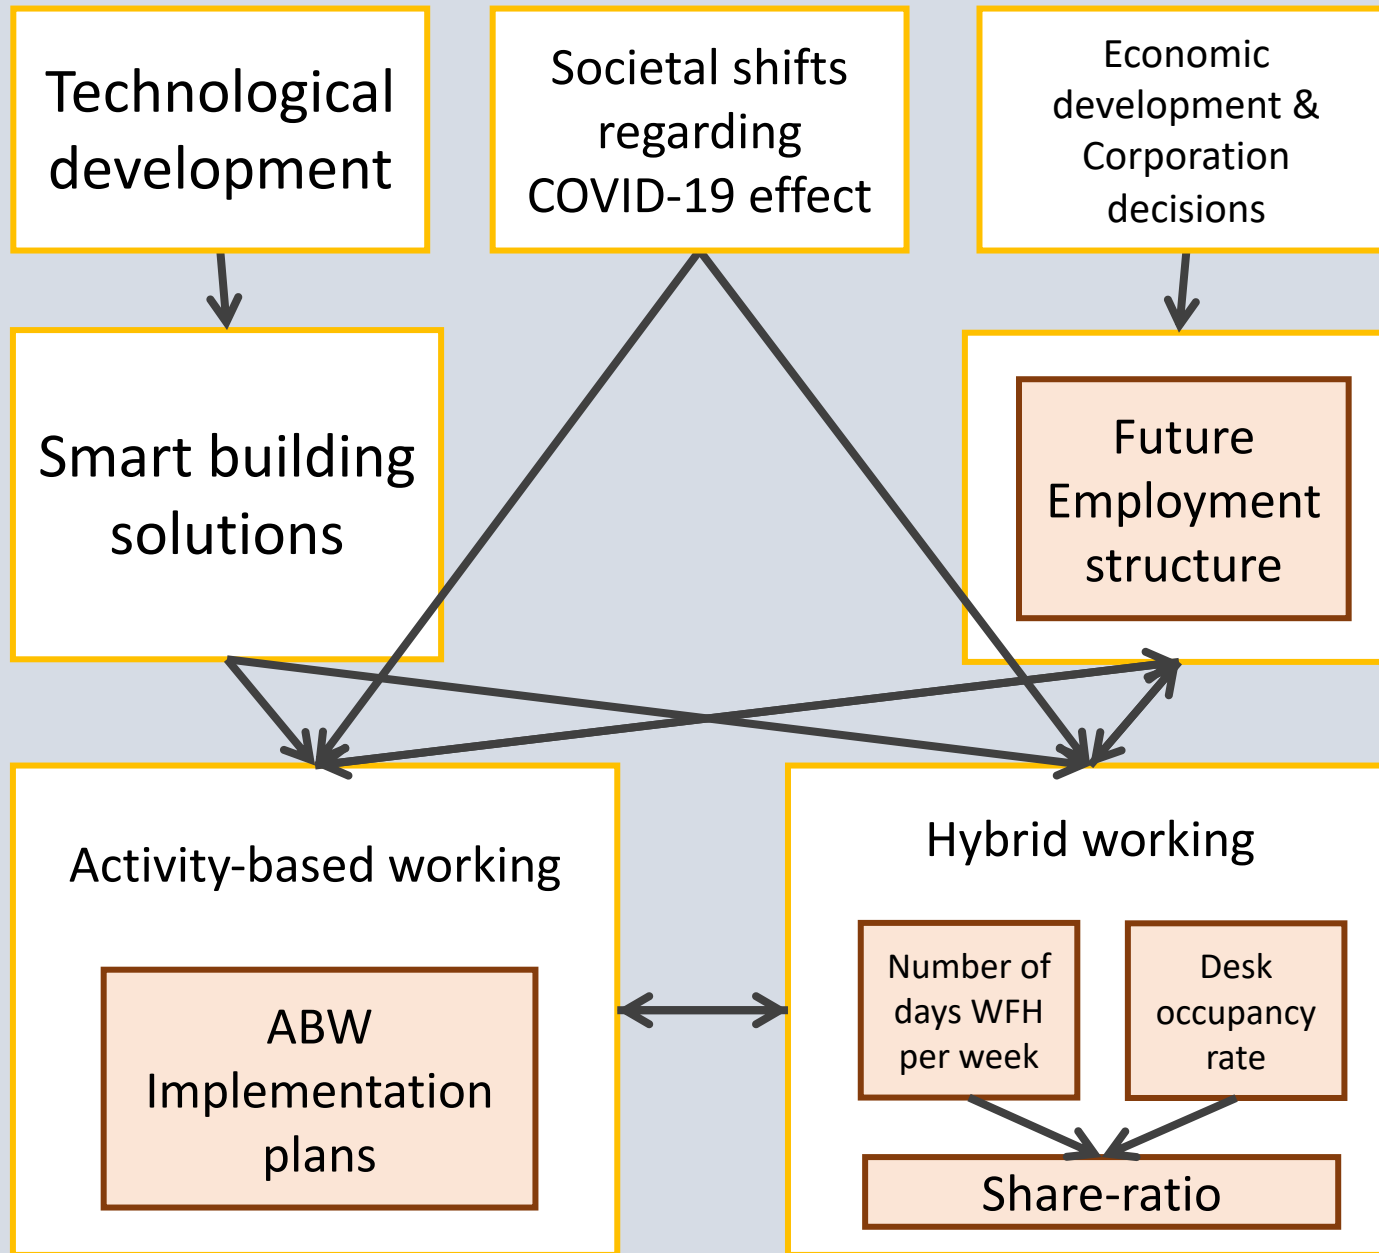 Technological
development
Societal shifts
regarding
COVID-19 effect
Economic
development &
Corporation
decisions
Smart building
solutions
Future
Employment
structure
Activity-based working
ABW
Implementation
plans
Hybrid working
Number of
days WFH
per week
Desk
occupancy
rate
Share-ratio